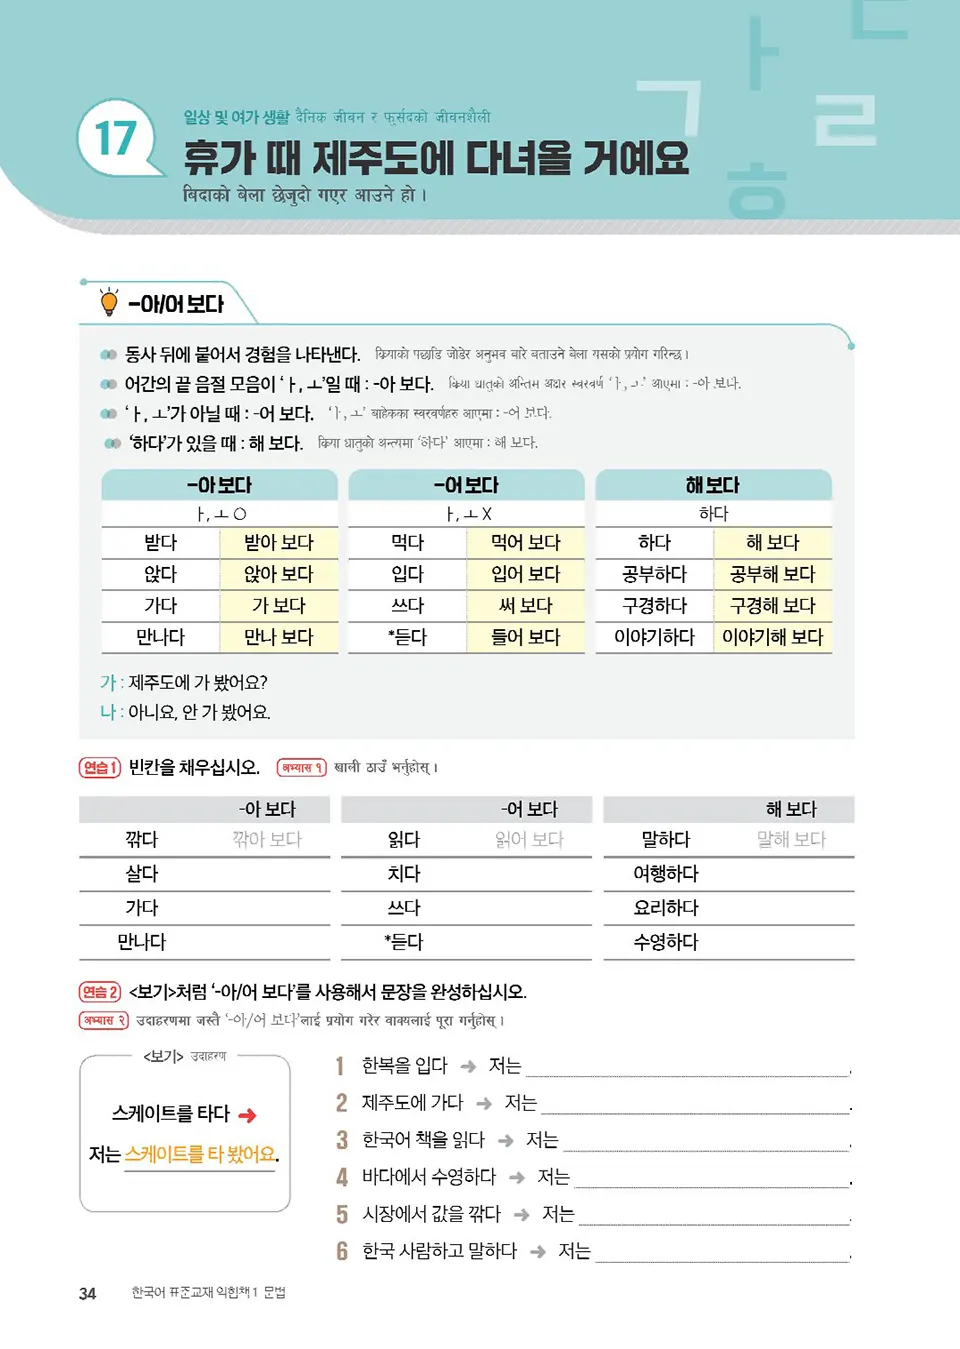 17
일상 및 여가 생활 दैनिक जीवन र फुर्सदको जीवनशैली
휴가 때 제주도에 다녀올 거예요
बिदाको बेला छेजुदो गएर आउने हो ।
ㄱ ㅏ ㄷ ㄹ ㅎ
-아/어 보다
동사 뒤에 붙어서 경험을 나타낸다. क्रियाको पछाडि जोडेर अनुभव बारे बताउने बेला यसको प्रयोग गरिन्छ ।
어간의 끝 음절 모음이 ‘ㅏ, ㅗ’일 때 : -아 보다. क्रिया धातुको अन्तिम अक्षर स्वरवर्ण ‘ㅏ, ㅗ’ आएमा : -아 보다.
‘ㅏ, ㅗ’가 아닐 때 : -어 보다. ‘ㅏ, ㅗ’ बाहेकका स्वरवर्णहरु आएमा : -어 보다.
‘하다’가 있을 때 : 해 보다. क्रिया धातुको अन्त्यमा ‘하다’ आएमा : 해 보다.
-아 보다 -어 보다 해 보다
ㅏ, ㅗ O ㅏ, ㅗ X 하다
받다 받아 보다 먹다 먹어 보다 하다 해 보다
앉다 앉아 보다 입다 입어 보다 공부하다 공부해 보다
가다 가 보다 쓰다 써 보다 구경하다 구경해 보다
만나다 만나 보다 *듣다 들어 보다 이야기하다 이야기해 보다
가 : 제주도에 가 봤어요?
나 : 아니요, 안 가 봤어요.
연습 1 빈칸을 채우십시오. अभ्यास १ खाली ठाउँ भर्नुहोस् ।
-아 보다 -어 보다 해 보다
깎다 깎아 보다 읽다 읽어 보다 말하다 말해 보다
살다 치다 여행하다
가다 쓰다 요리하다
만나다 *듣다 수영하다
연습 2 <보기>처럼 ‘-아/어 보다’를 사용해서 문장을 완성하십시오.
अभ्यास २ उदाहरणमा जस्तै ‘-아/어 보다’लाई प्रयोग गरेर वाक्यलाई पूरा गर्नुहोस् ।
<보기> उदाहरण
스케이트를 타다 ➜
저는 스케이트를 타 봤어요.
1 한복을 입다 ➜ 저는 .
2 제주도에 가다 ➜ 저는 .
3 한국어 책을 읽다 ➜ 저는 .
4 바다에서 수영하다 ➜ 저는 .
5 시장에서 값을 깎다 ➜ 저는 .
6 한국 사람하고 말하다 ➜ 저는 .
34 한국어 표준교재 익힘책 1 문법